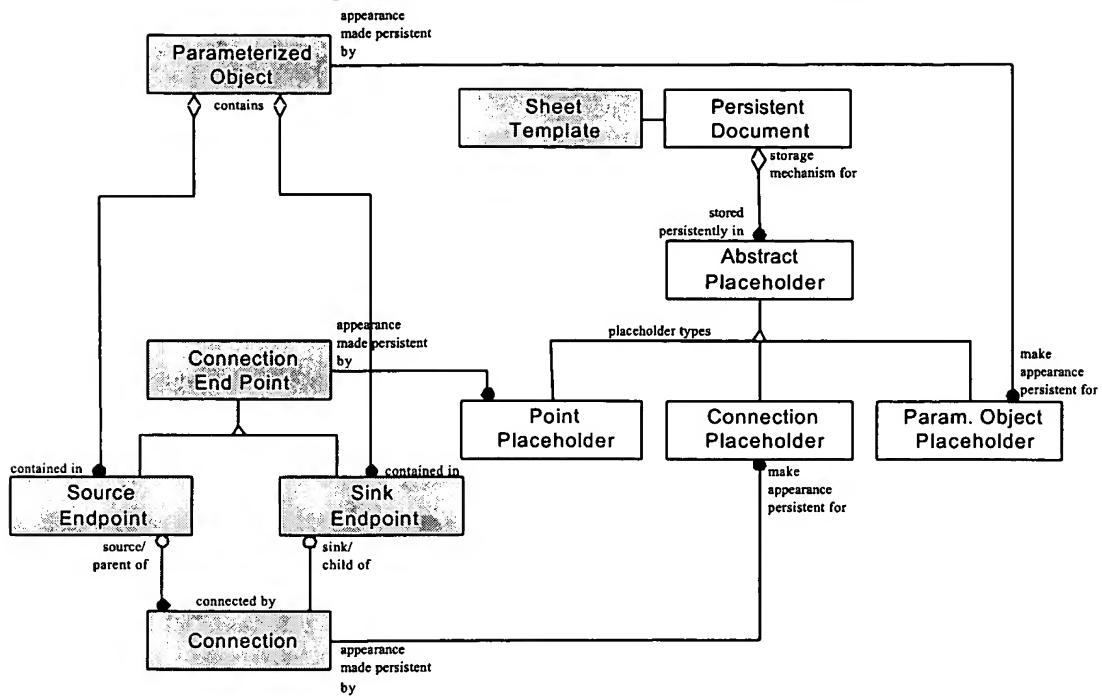 appearance
made persistent
by
Parameterized
Object
contains
Sheet
Template
Persistent
Document
storage
mechanism for
stored
persistently in
Abstract
Placeholder
appearance
made persistent
by
placeholder types
Connection
End Point
make
appearance
persistent for
Point
Placeholder
Connection
Placeholder
Param. Object
Placeholder
contained in
contained in
Source
Endpoint
Sink
Endpoint
make
appearance
persistent for
source/
parent of
sink/
child of
connected by
Connection
appearance
made persistent
by